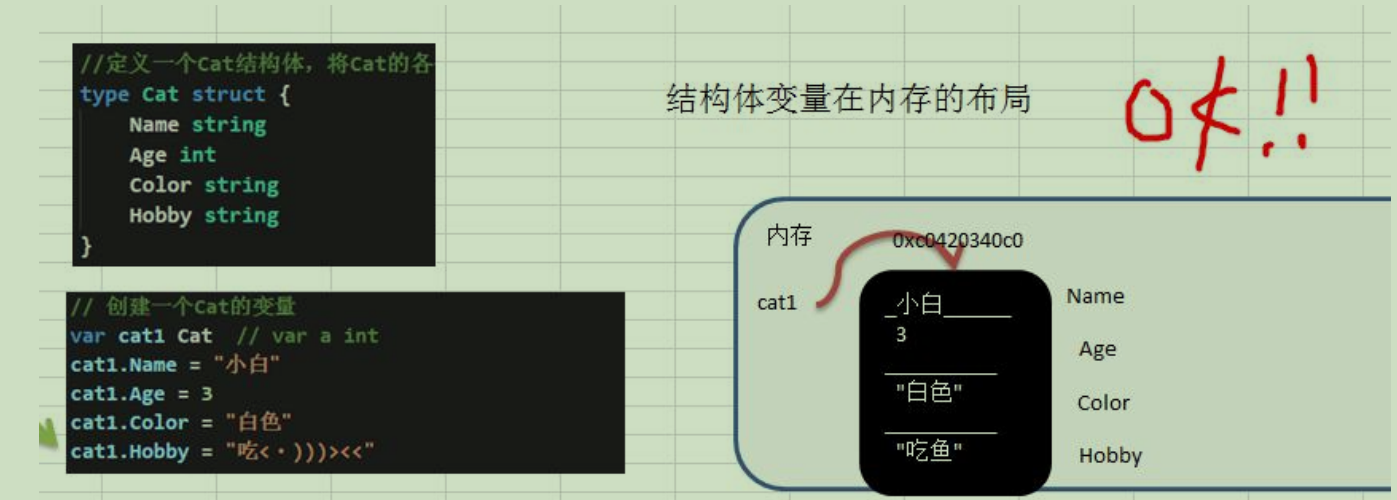 //定义一个Cat结构体，将Cat的各
type Cat struct {
Name string
Age int
Color string
Hobby string
}
// 创建一个Cat的变量
var cat1 Cat  // var a int
cat1.Name = "小白"
cat1.Age = 3
cat1.Color = "白色"
cat1.Hobby = "吃<・)))><<"
结构体变量在内存的布局
OK!!
内存
0xc0420340c0
cat1
_小白______
Name
3
Age
"白色"
Color
"吃鱼"
Hobby